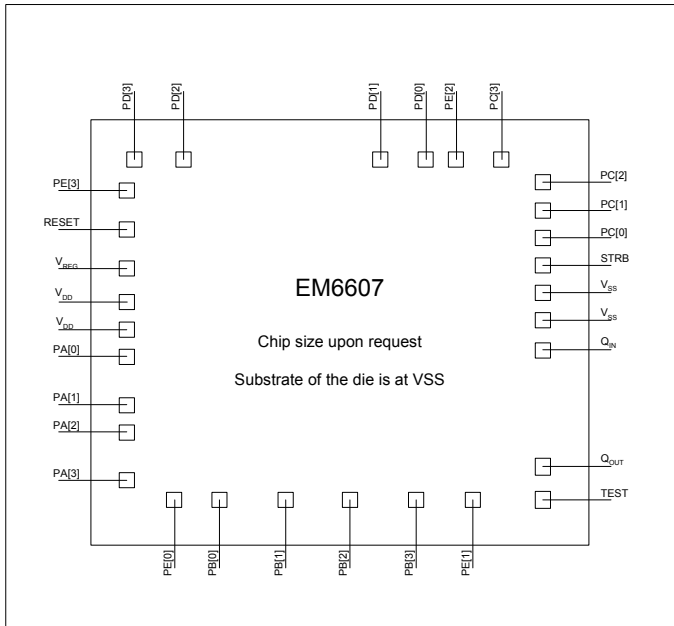 PD[3]
PD[2]
PD[1]
PD[0]
PE[2]
PC[3]
PE[3]
RESET
VREG
VDD
VDD
PA[0]
PA[1]
PA[2]
PA[3]
EM6607
Chip size upon request
Substrate of the die is at VSS
PC[2]
PC[1]
PC[0]
STRB
VSS
VSS
QIN
QOUT
TEST
PE[0]
PB[0]
PB[1]
PB[2]
PB[3]
PE[1]